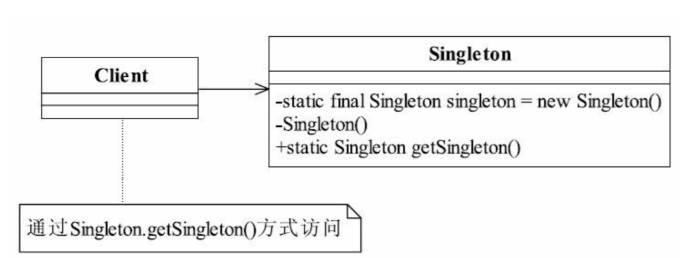 Client
Singleton
-static final Singleton singleton = new Singleton()
-Singleton()
+static Singleton getSingleton()
通过Singleton.getSingleton()方式访问